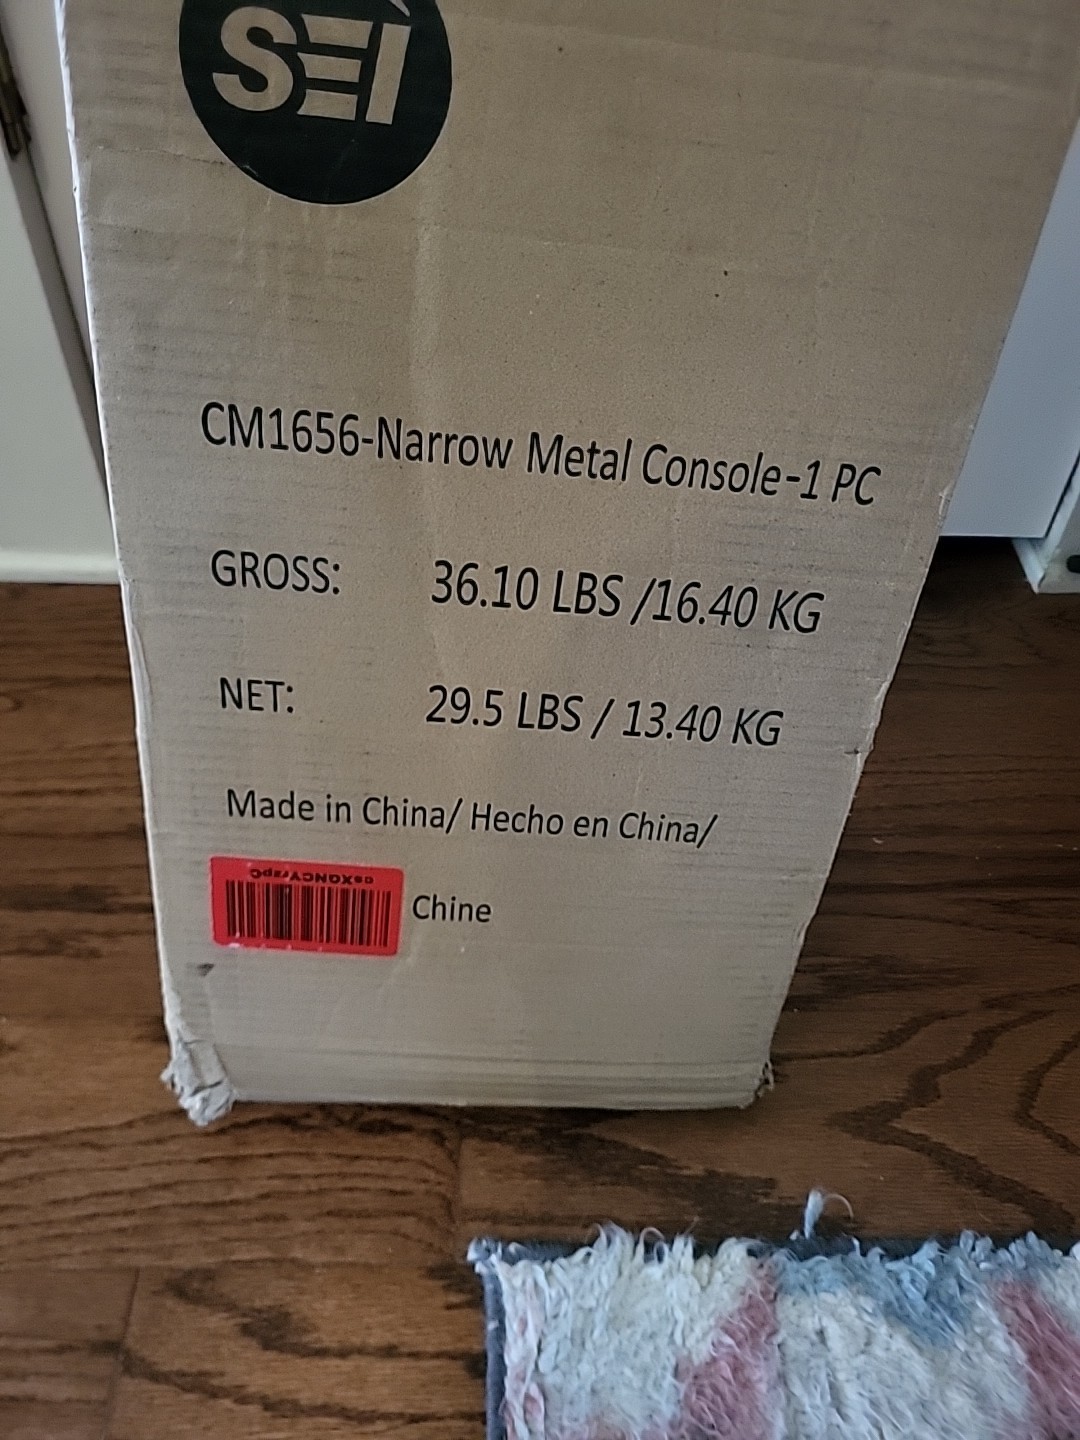 SEI
CM1656-Narrow Metal Console-1 PC
GROSS: 36.10 LBS /16.40 KG
NET: 29.5 LBS / 13.40 KG
Made in China/ Hecho en China/
Chine